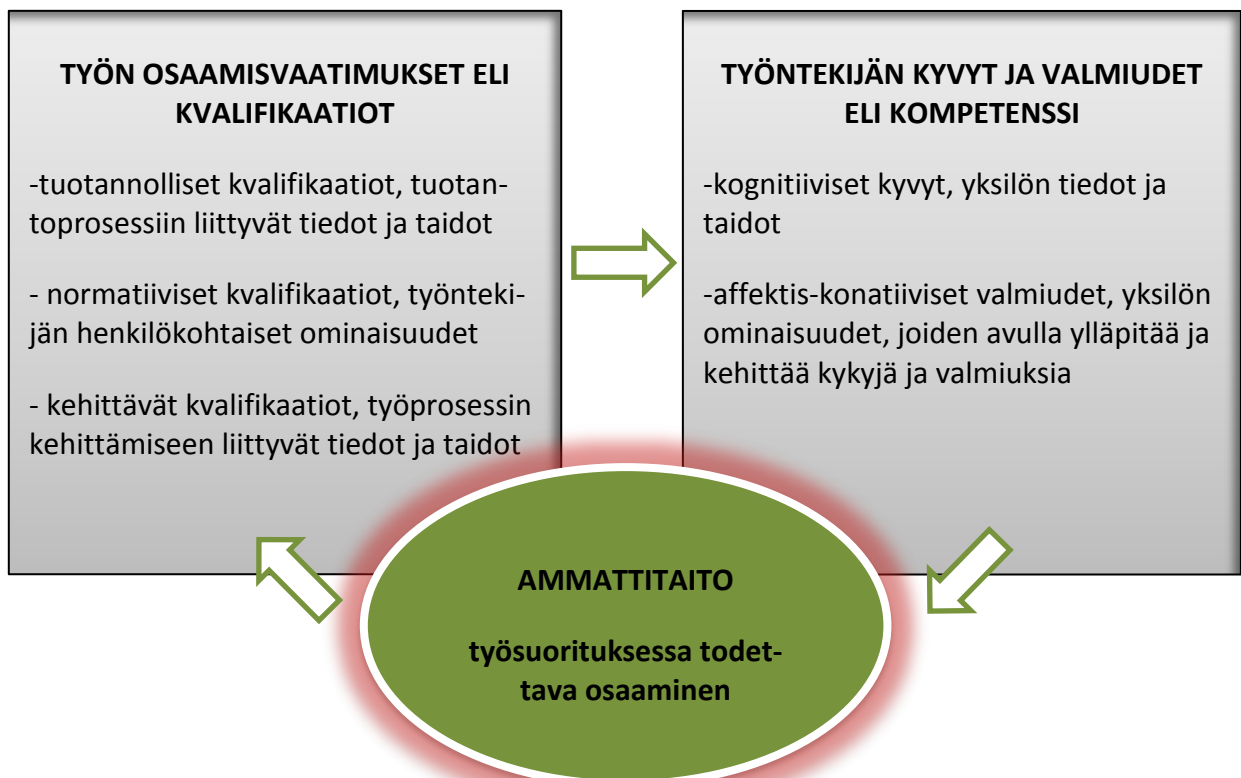 TYÖN OSAAMISVAATIMUKSET ELI
KVALIFIKAATIOT
-tuotannolliset kvalifikaatiot, tuotan-
toprosessiin liittyvät tiedot ja taidot
- normatiiviset kvalifikaatiot, työnteki-
jän henkilökohtaiset ominaisuudet
- kehittävät kvalifikaatiot, työprosessin
kehittämiseen liittyvät tiedot ja taidot
TYÖNTEKIJÄN KYVYT JA VALMIUDET
ELI KOMPETENSSI
-kognitiiviset kyvyt, yksilön tiedot ja
taidot
-affektis-konatiiviset valmiudet, yksilön
ominaisuudet, joiden avulla ylläpitää ja
kehittää kykyjä ja valmiuksia
AMMATTITAITO
työsuorituksessa todet-
tava osaaminen